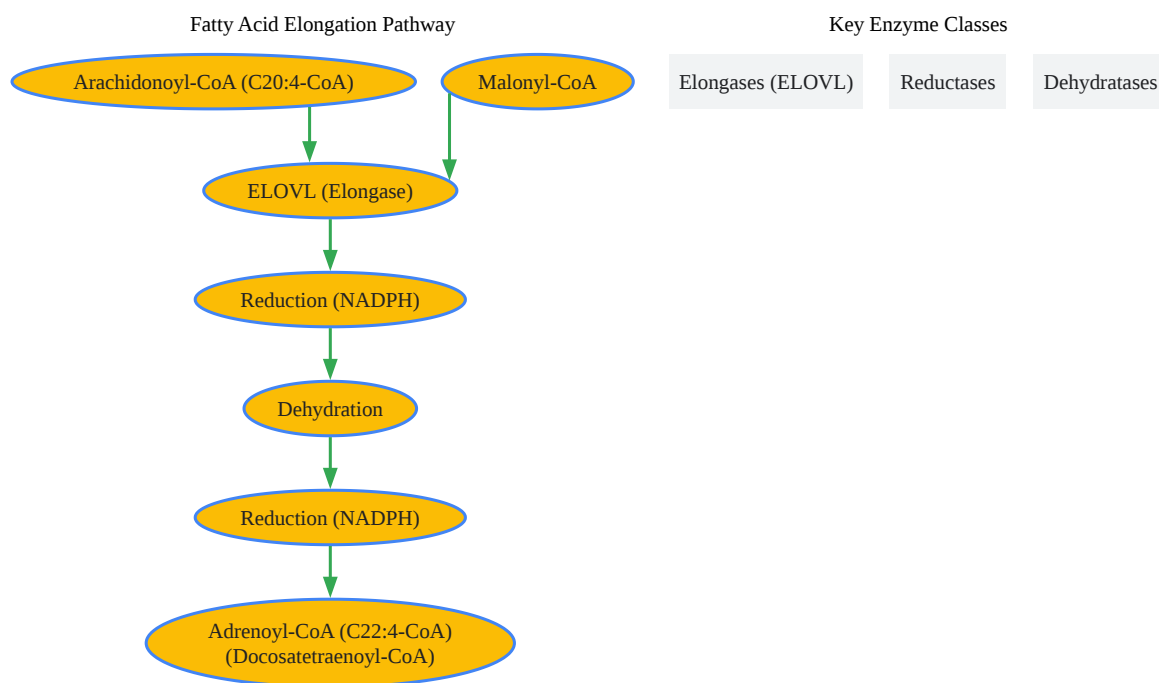 Fatty Acid Elongation Pathway
Key Enzyme Classes
Arachidonoyl-CoA (C20:4-CoA)
Malonyl-CoA
Elongases (ELOVL)
Reductases
Dehydratases
ELOVL (Elongase)
Reduction (NADPH)
Dehydration
Reduction (NADPH)
Adrenoyl-CoA (C22:4-CoA)
(Docosatetraenoyl-CoA)